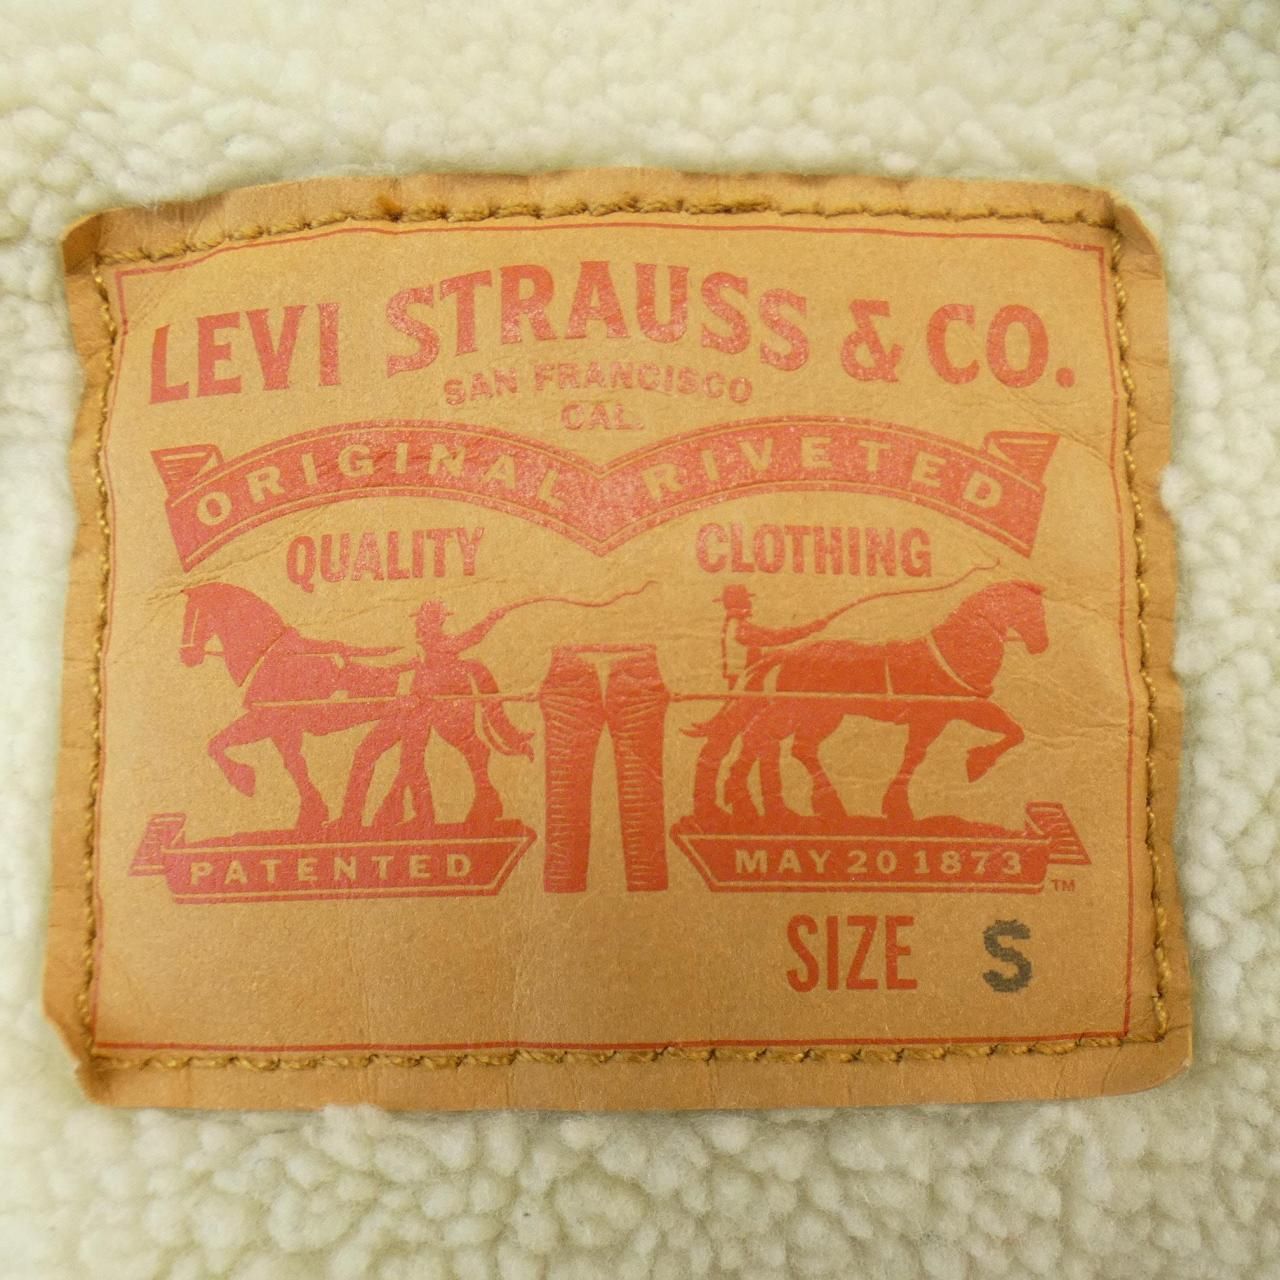 LEVI STRAUSS & CO.
SAN FRANCISCO
CAL.
ORIGINAL RIVETED
QUALITY CLOTHING
PATENTED MAY 20 1873 TM
SIZE S